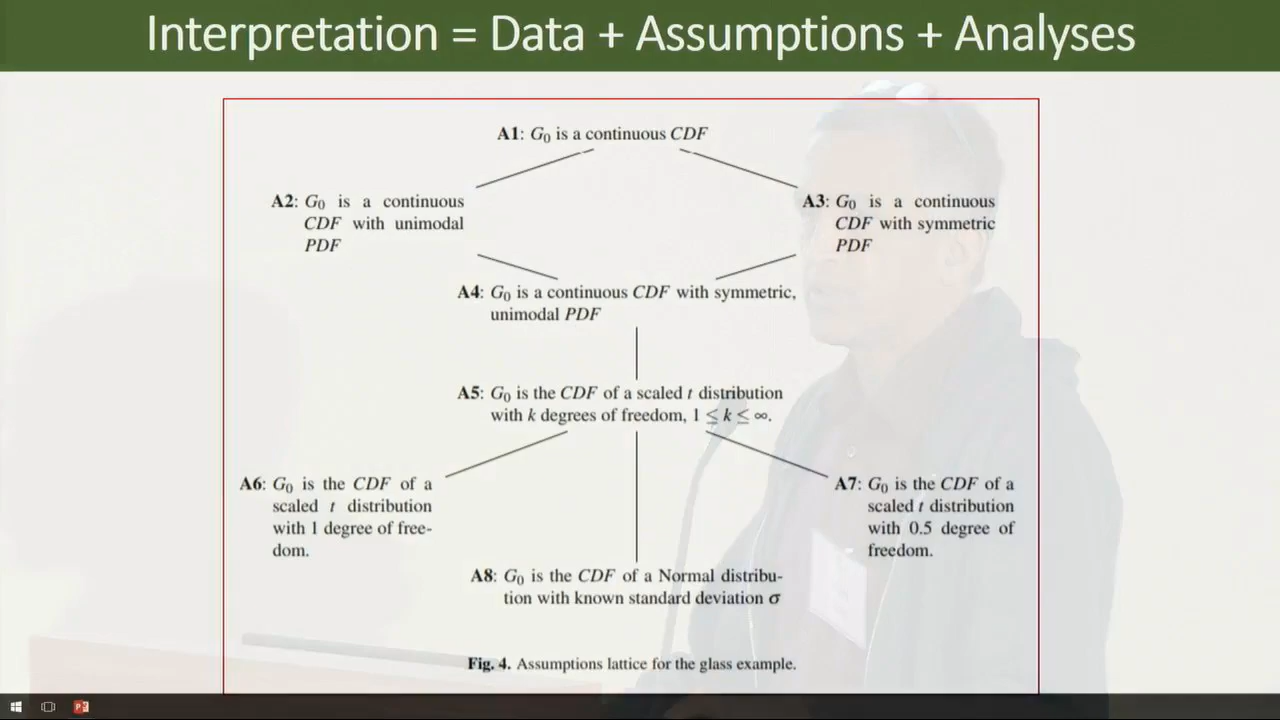 Interpretation = Data + Assumptions + Analyses
A1: G₀ is a continuous CDF
A2: G₀ is a continuous
CDF with unimodal
PDF
A3: G₀ is a continuous
CDF with symmetric
PDF
A4: G₀ is a continuous CDF with symmetric,
unimodal PDF
A5: G₀ is the CDF of a scaled t distribution
with k degrees of freedom, 1 ≤ k ≤ ∞.
A6: G₀ is the CDF of a
scaled t distribution
with 1 degree of free-
dom.
A7: G₀ is the CDF of a
scaled t distribution
with 0.5 degree of
freedom.
A8: G₀ is the CDF of a Normal distribu-
tion with known standard deviation σ
Fig. 4. Assumptions lattice for the glass example.